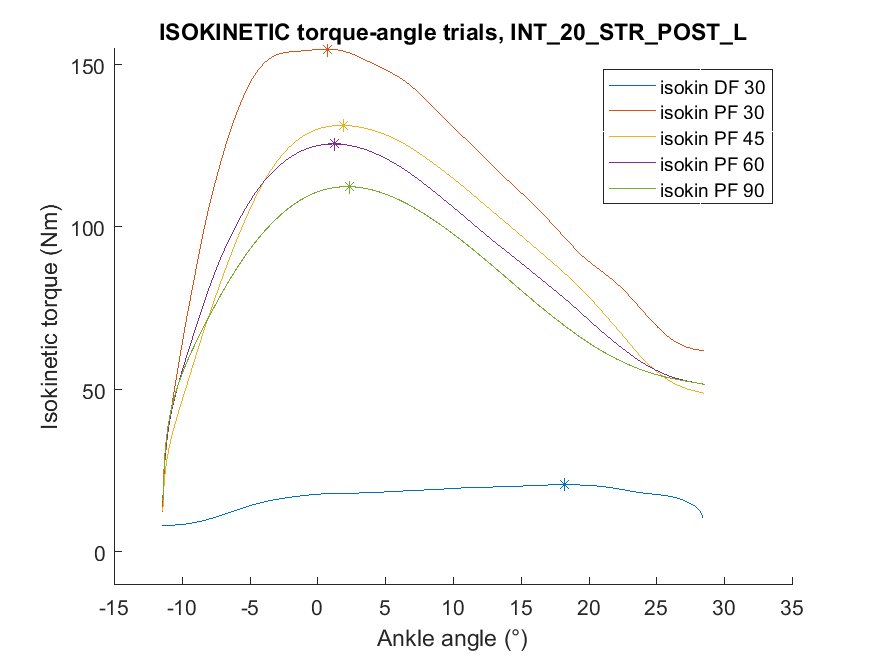 ISOKINETIC torque-angle trials, INT_20_STR_POST_L
isokin DF 30
isokin PF 30
isokin PF 45
isokin PF 60
isokin PF 90
Isokinetic torque (Nm)
150
100
50
0
-15 -10 -5 0 5 10 15 20 25 30 35
Ankle angle (°)